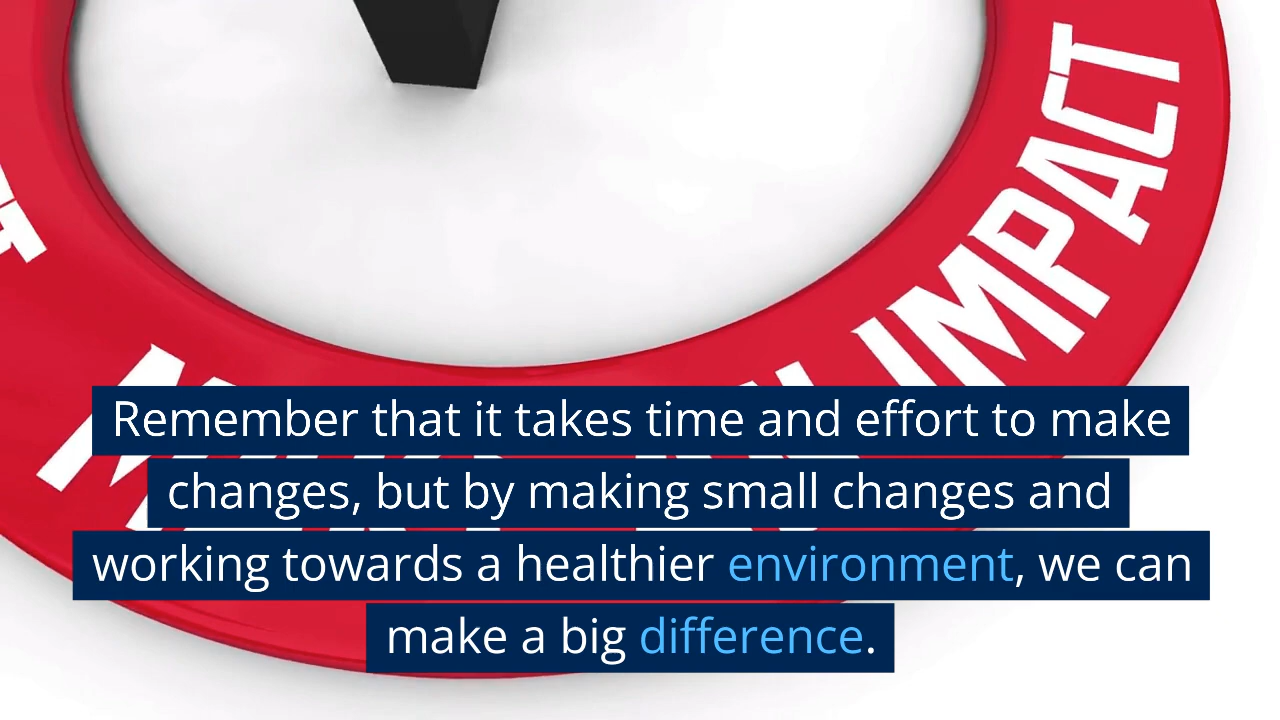 IMPACT
Remember that it takes time and effort to make
changes, but by making small changes and
working towards a healthier environment, we can
make a big difference.